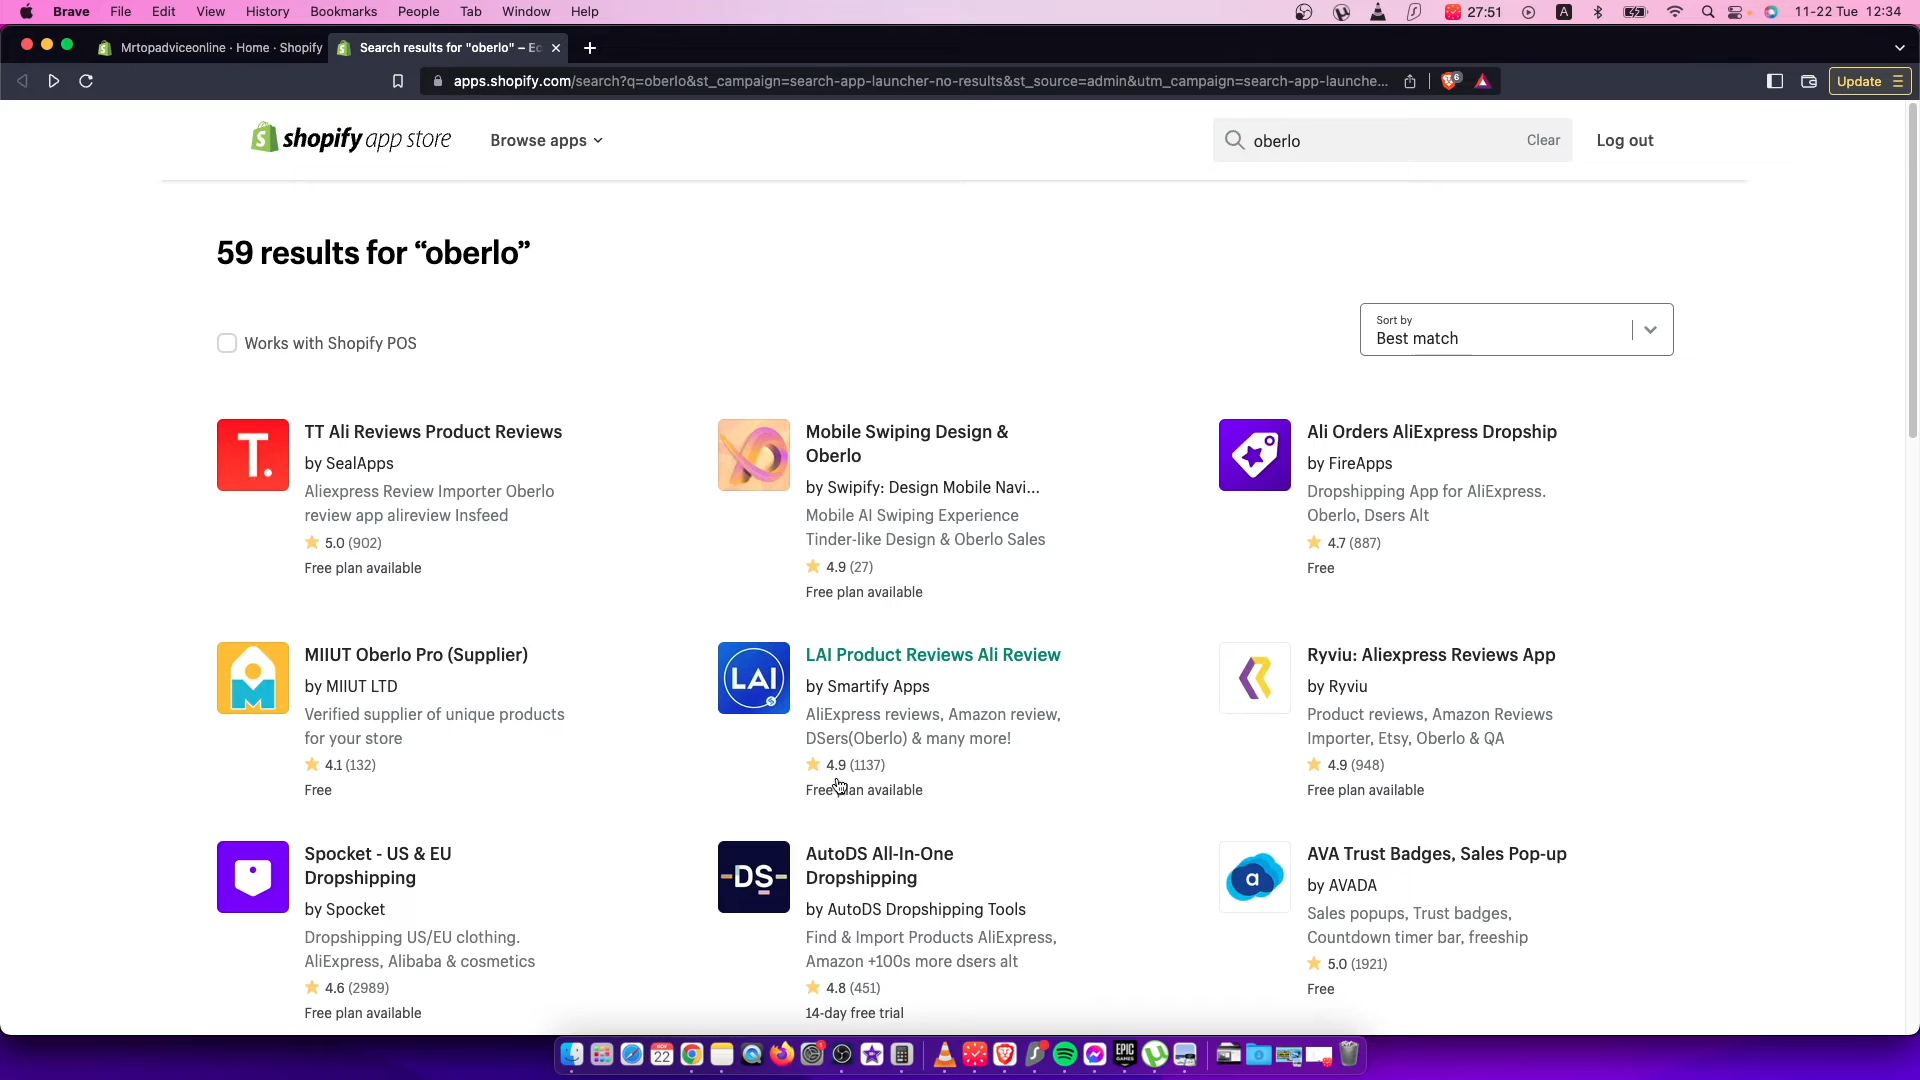 Brave File Edit View History Bookmarks People Tab Window Help 27:51 A 11-22 Tue 12:34
Mrtopadviceonline · Home · Shopify Search results for "oberlo" – Ec
apps.shopify.com/search?q=oberlo&st_campaign=search-app-launcher-no-results&st_source=admin&utm_campaign=search-app-launche... 6 Update
shopify app store Browse apps oberlo Clear Log out
59 results for “oberlo”
Works with Shopify POS
Sort by
Best match
T.
TT Ali Reviews Product Reviews
by SealApps
Aliexpress Review Importer Oberlo
review app alireview Insfeed
5.0 (902)
Free plan available
Mobile Swiping Design &
Oberlo
by Swipify: Design Mobile Navi...
Mobile AI Swiping Experience
Tinder-like Design & Oberlo Sales
4.9 (27)
Free plan available
Ali Orders AliExpress Dropship
by FireApps
Dropshipping App for AliExpress.
Oberlo, Dsers Alt
4.7 (887)
Free
MIIUT Oberlo Pro (Supplier)
by MIIUT LTD
Verified supplier of unique products
for your store
4.1 (132)
Free
LAI
LAI Product Reviews Ali Review
by Smartify Apps
AliExpress reviews, Amazon review,
DSers(Oberlo) & many more!
4.9 (1137)
Free plan available
Ryviu: Aliexpress Reviews App
by Ryviu
Product reviews, Amazon Reviews
Importer, Etsy, Oberlo & QA
4.9 (948)
Free plan available
Spocket - US & EU
Dropshipping
by Spocket
Dropshipping US/EU clothing.
AliExpress, Alibaba & cosmetics
4.6 (2989)
Free plan available
DS
AutoDS All-In-One
Dropshipping
by AutoDS Dropshipping Tools
Find & Import Products AliExpress,
Amazon +100s more dsers alt
4.8 (451)
14-day free trial
a
AVA Trust Badges, Sales Pop-up
by AVADA
Sales popups, Trust badges,
Countdown timer bar, freeship
5.0 (1921)
Free
NOV
22
EPIC
GAMES